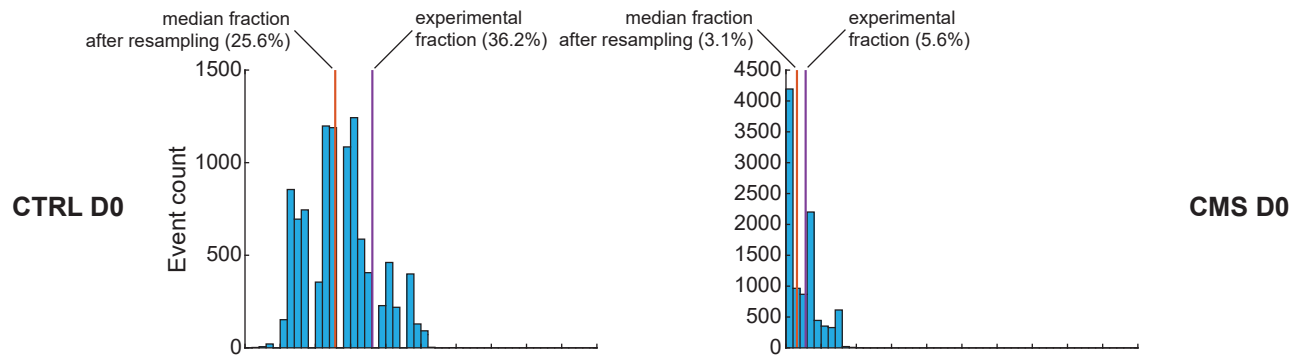 median fraction
after resampling (25.6%)
experimental
fraction (36.2%)
1500
1000
500
0
Event count
CTRL D0
median fraction
after resampling (3.1%)
experimental
fraction (5.6%)
4500
4000
3500
3000
2500
2000
1500
1000
500
0
CMS D0